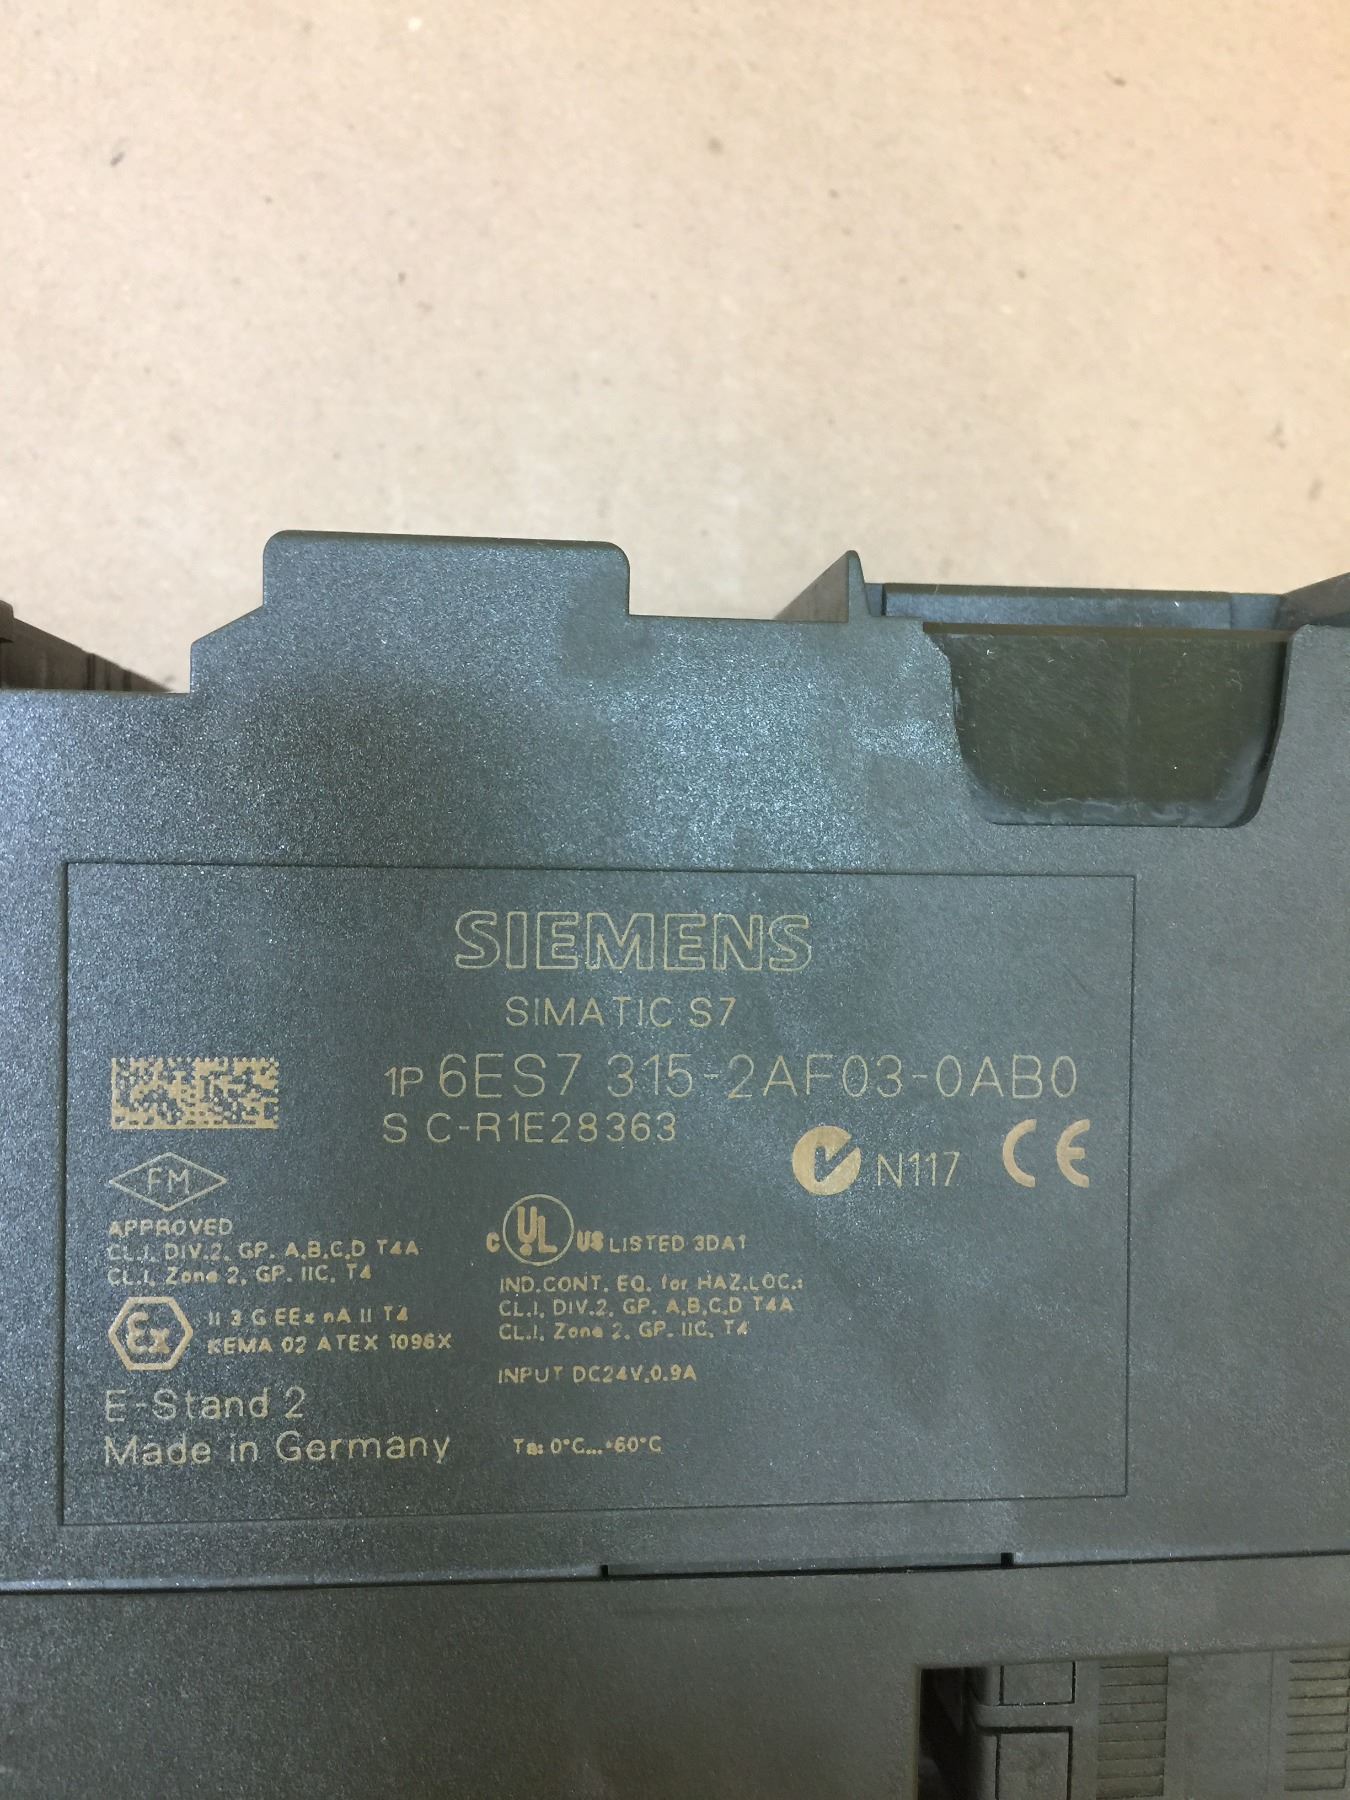 SIEMENS
SIMATIC S7
1P 6ES7 315-2AF03-0AB0
S C-R1E28363
N117 CE
FM
APPROVED
CL.I, DIV.2, GP. A,B,C,D T4A
CL.I, Zone 2, GP. IIC, T4
Ex II 3 G EEx nA II T4
KEMA 02 ATEX 1096X
E-Stand 2
Made in Germany
c UL US LISTED 3DA1
IND.CONT. EQ. for HAZ.LOC.:
CL.I, DIV.2, GP. A,B,C,D T4A
CL.I, Zone 2, GP. IIC, T4
INPUT DC24V,0.9A
Ta: 0°C...+60°C